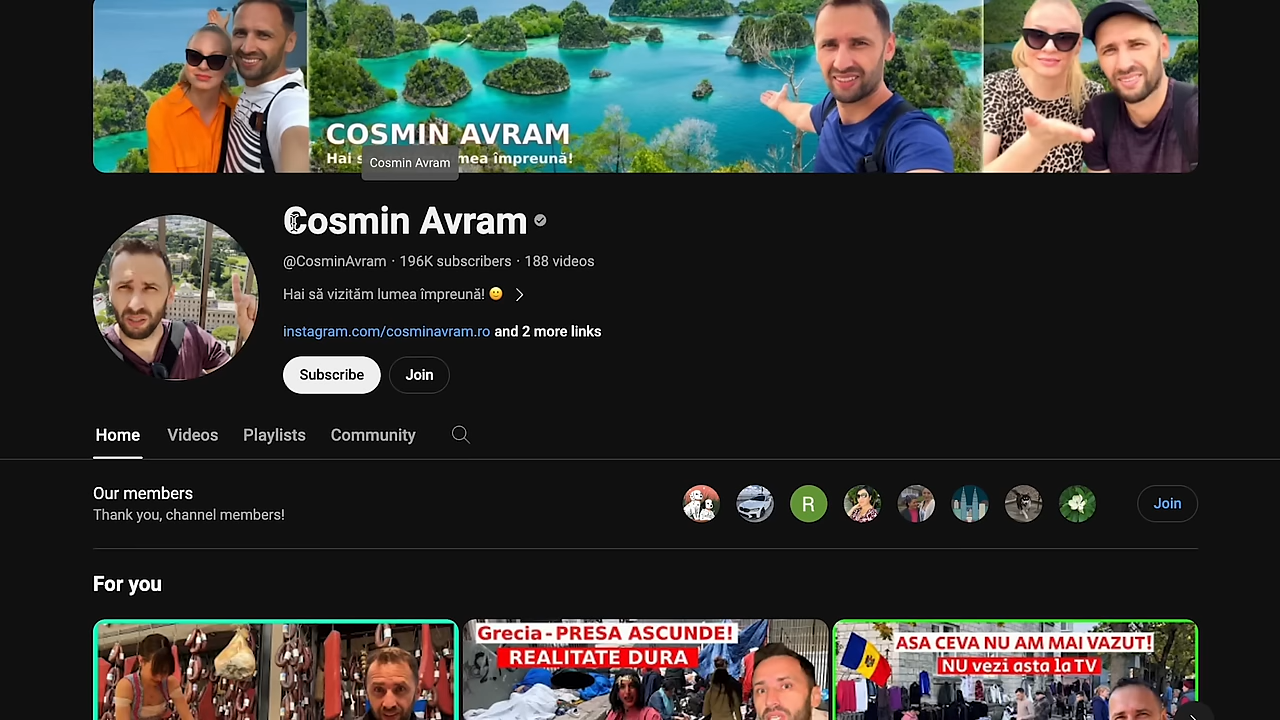 COSMIN AVRAM
Hai s mea împreună!
Cosmin Avram
Cosmin Avram
@CosminAvram · 196K subscribers · 188 videos
Hai să vizităm lumea împreună! 🙂
instagram.com/cosminavram.ro and 2 more links
Subscribe Join
Home Videos Playlists Community
Our members
Thank you, channel members!
R
Join
For you
Grecia - PRESA ASCUNDE!
REALITATE DURA
ASA CEVA NU AM MAI VAZUT!
NU vezi asta la TV